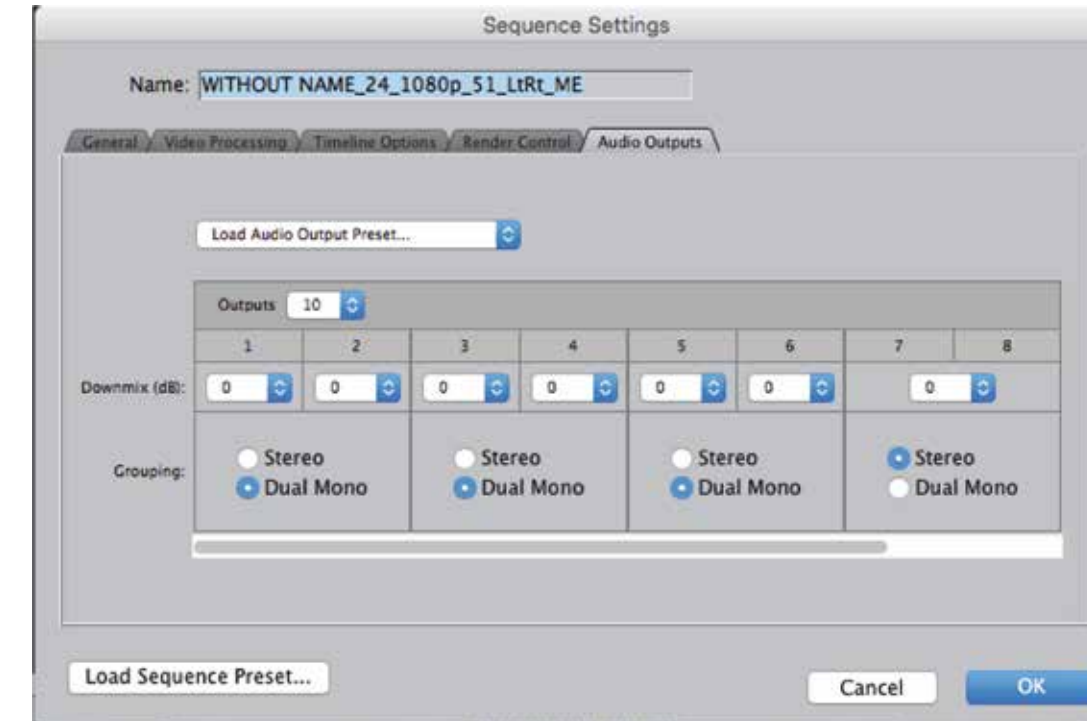 Sequence Settings
Name: WITHOUT NAME_24_1080p_51_LtRt_ME
General Video Processing Timeline Options Render Control Audio Outputs
Load Audio Output Preset...
Outputs 10
1 2 3 4 5 6 7 8
Downmix (dB): 0 0 0 0 0 0 0
Grouping:
Stereo Stereo Stereo Stereo
Dual Mono Dual Mono Dual Mono Dual Mono
Load Sequence Preset...
Cancel OK